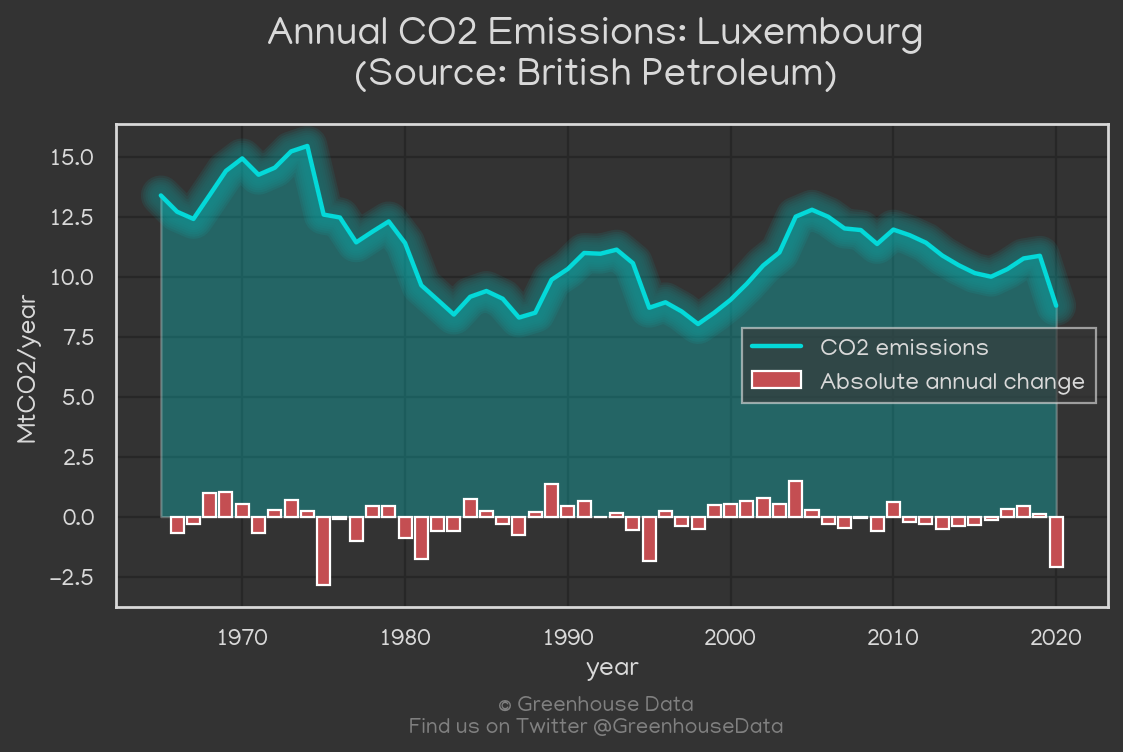 Annual CO2 Emissions: Luxembourg
(Source: British Petroleum)
MtCO2/year
15.0
12.5
10.0
7.5
5.0
2.5
0.0
−2.5
CO2 emissions
Absolute annual change
1970 1980 1990 2000 2010 2020
year
© Greenhouse Data
Find us on Twitter @GreenhouseData